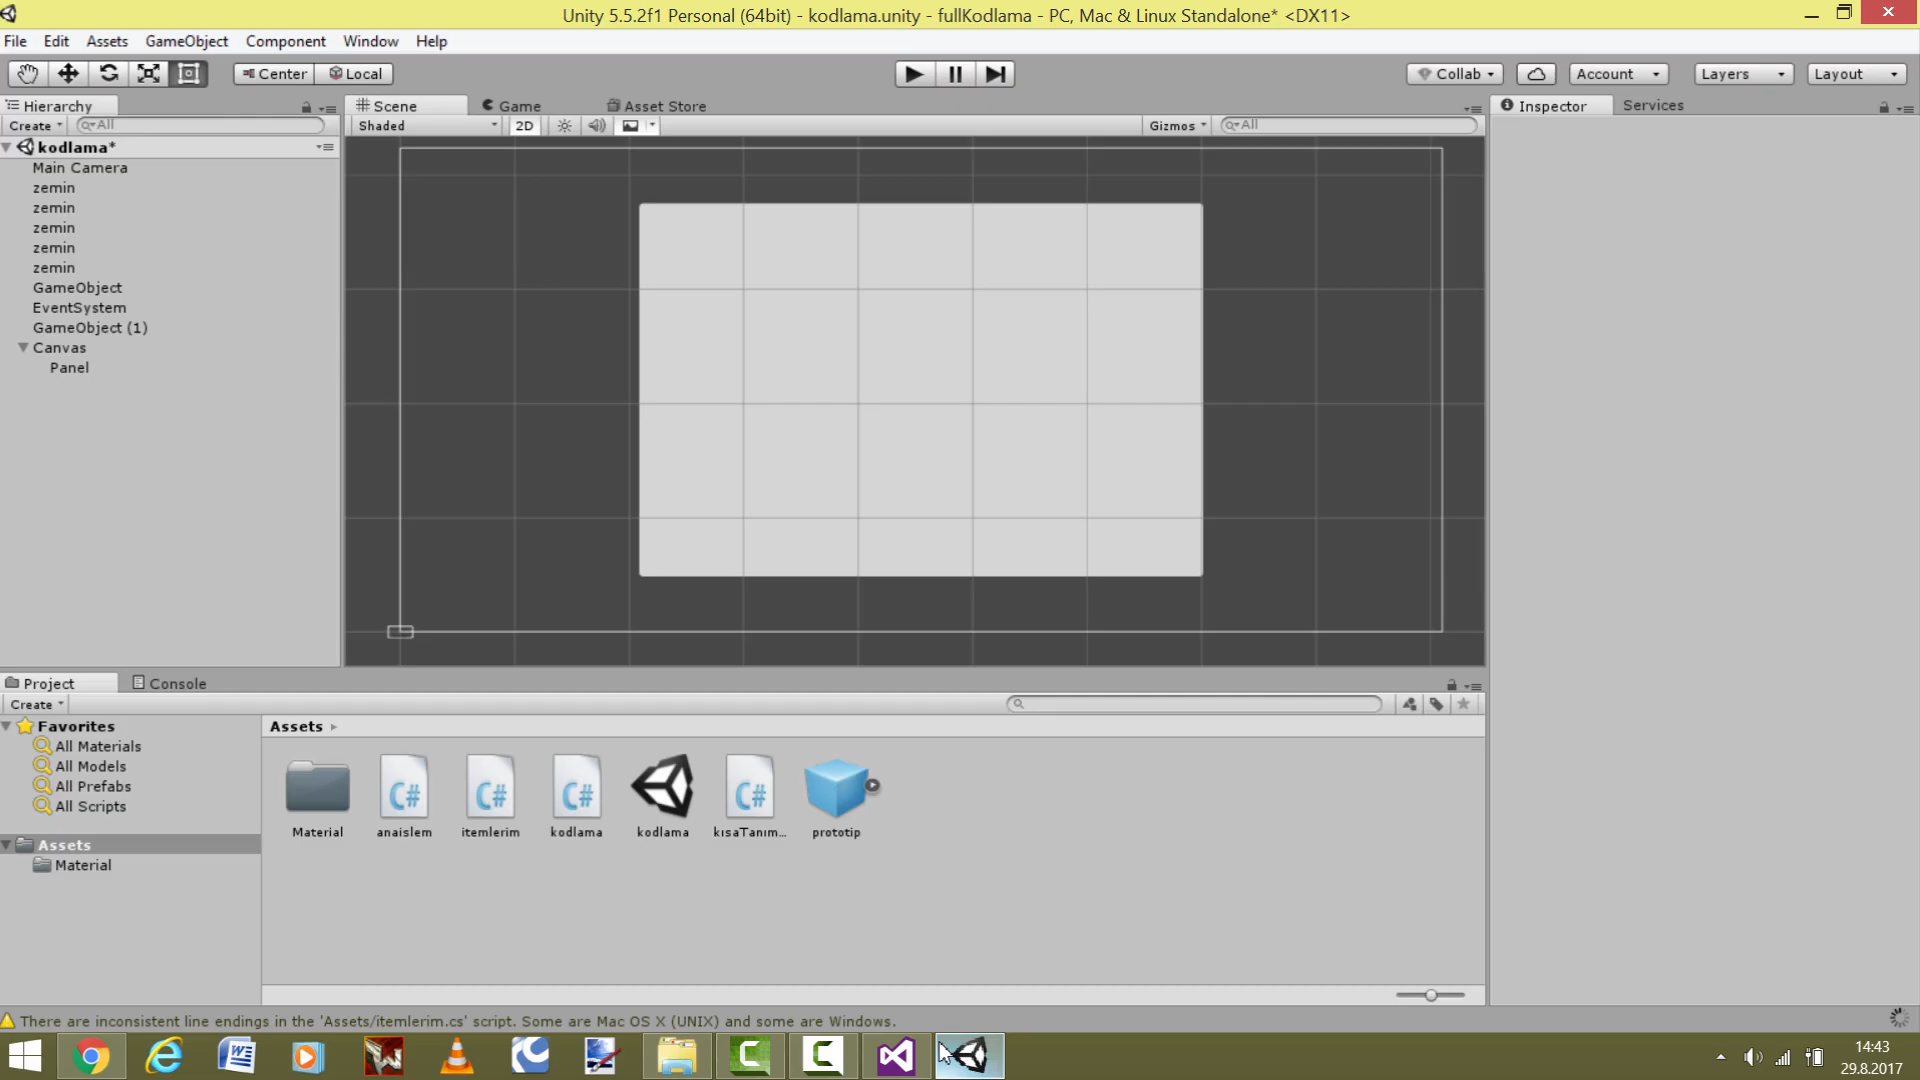 Unity 5.5.2f1 Personal (64bit) - kodlama.unity - fullKodlama - PC, Mac & Linux Standalone* <DX11>
File Edit Assets GameObject Component Window Help
Center Local Collab Account Layers Layout
Hierarchy Scene Game Asset Store Inspector Services
Create All Shaded 2D Gizmos All
kodlama*
Main Camera
zemin
zemin
zemin
zemin
zemin
GameObject
EventSystem
GameObject (1)
Canvas
Panel
Project Console
Create
Favorites
All Materials
All Models
All Prefabs
All Scripts
Assets
Material
Assets
C# C# C# C#
Material anaislem itemlerim kodlama kodlama kısaTanım... prototip
There are inconsistent line endings in the 'Assets/itemlerim.cs' script. Some are Mac OS X (UNIX) and some are Windows.
14:43
29.8.2017